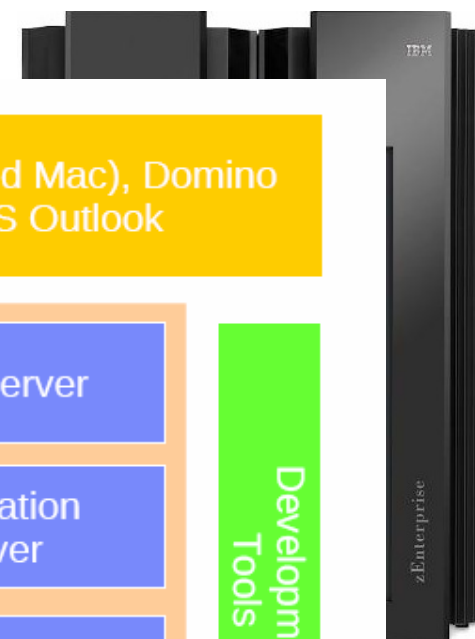 IBM
d Mac), Domino
S Outlook
erver
ation
ver
Developm
Tools
zEnterprise